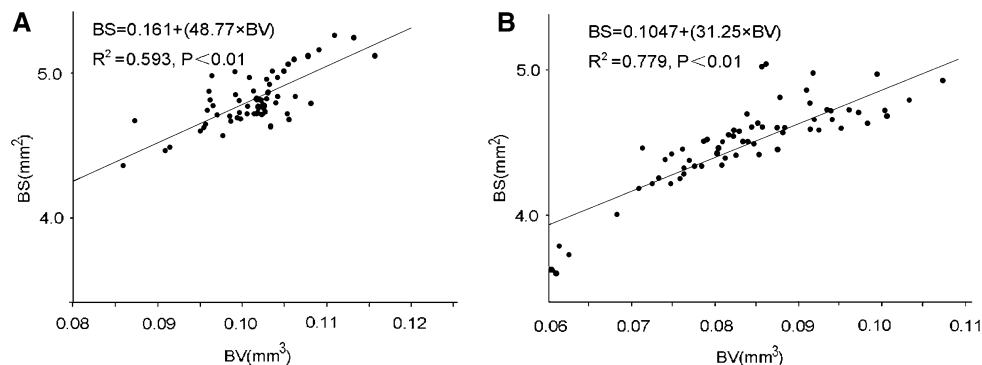 A
BS=0.161+(48.77×BV)
R²=0.593, P<0.01
5.0
4.0
BS(mm²)
0.08 0.09 0.10 0.11 0.12
BV(mm³)
B
BS=0.1047+(31.25×BV)
R²=0.779, P<0.01
5.0
4.0
BS(mm²)
0.06 0.07 0.08 0.09 0.10 0.11
BV(mm³)